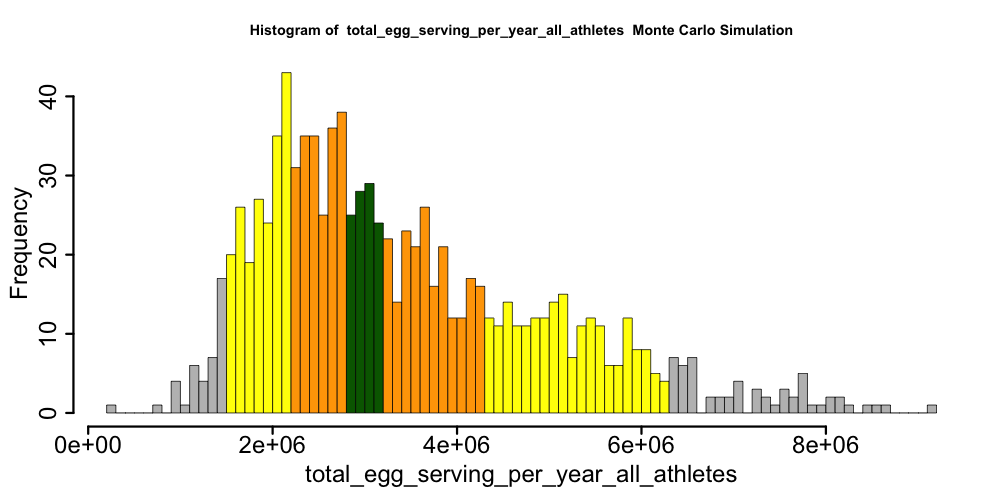 Histogram of  total_egg_serving_per_year_all_athletes  Monte Carlo Simulation
40
30
20
10
0
Frequency
0e+00 2e+06 4e+06 6e+06 8e+06
total_egg_serving_per_year_all_athletes